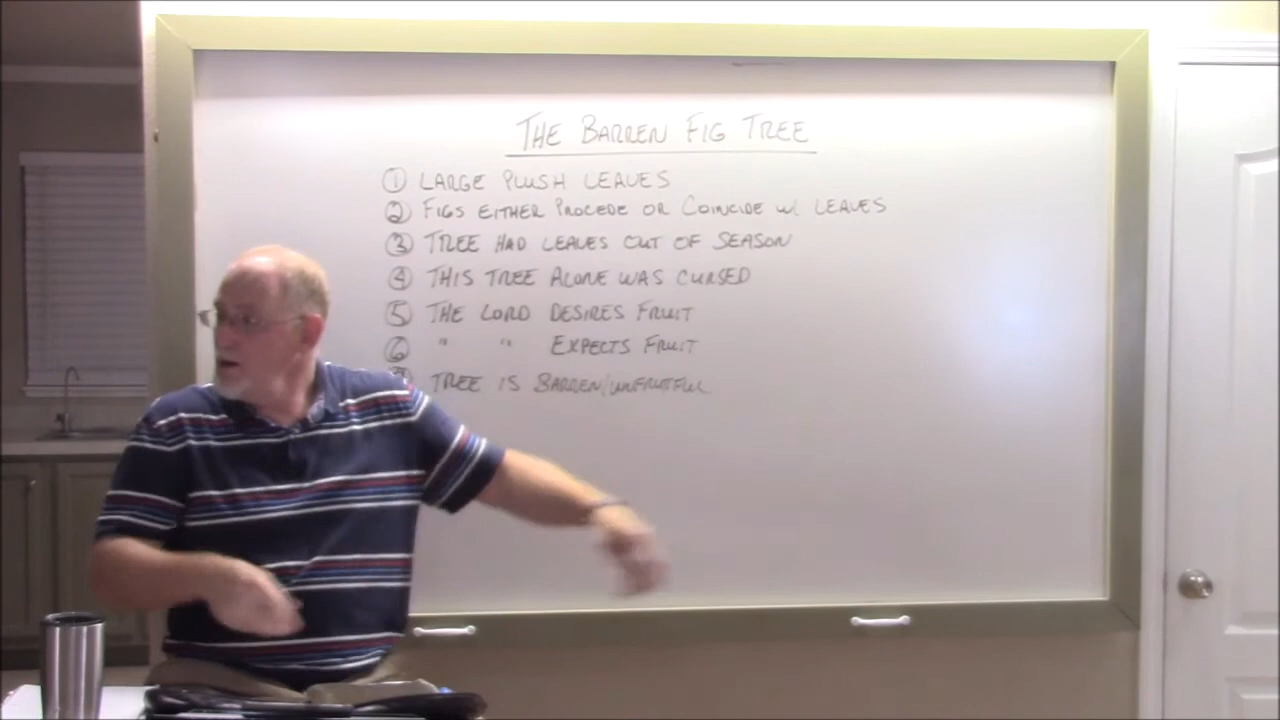 THE BARREN FIG TREE
① LARGE PLUSH LEAVES
② FIGS EITHER PROCEDE OR COINCIDE W/ LEAVES
③ TREE HAD LEAVES OUT OF SEASON
④ THIS TREE ALONE WAS CURSED
⑤ THE LORD DESIRES FRUIT
⑥ " " EXPECTS FRUIT
TREE IS BARREN/UNFRUTFUL